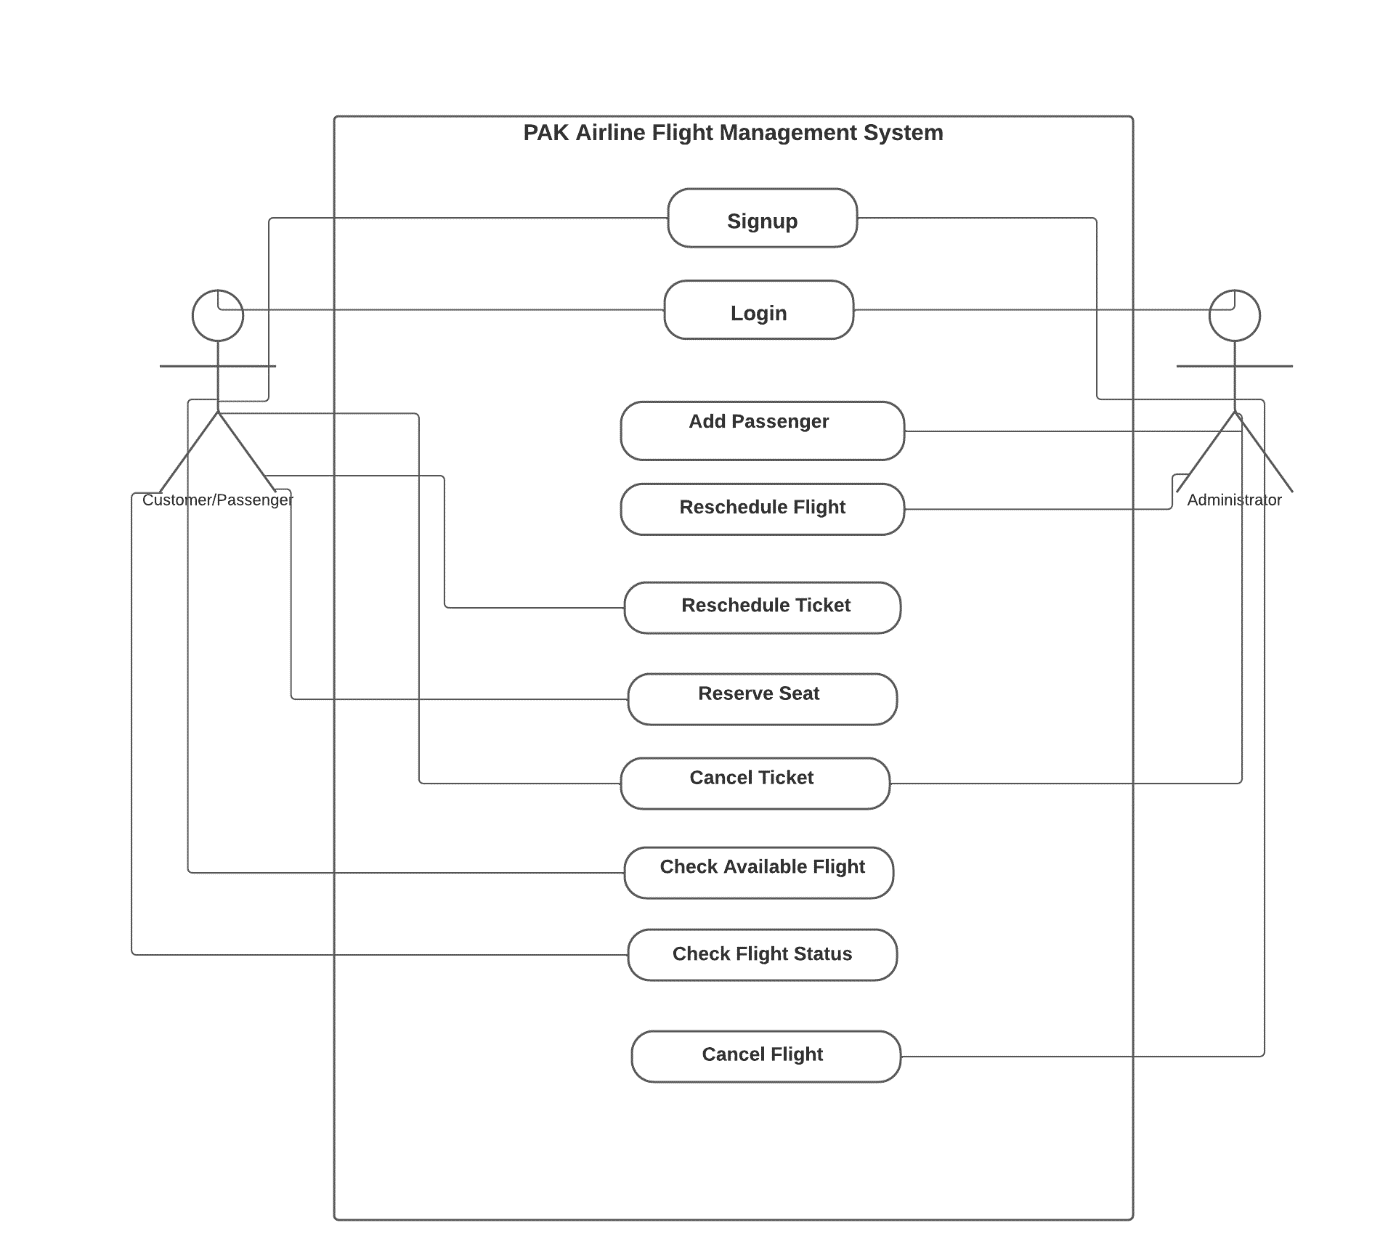 PAK Airline Flight Management System
Signup
Login
Add Passenger
Reschedule Flight
Customer/Passenger
Administrator
Reschedule Ticket
Reserve Seat
Cancel Ticket
Check Available Flight
Check Flight Status
Cancel Flight